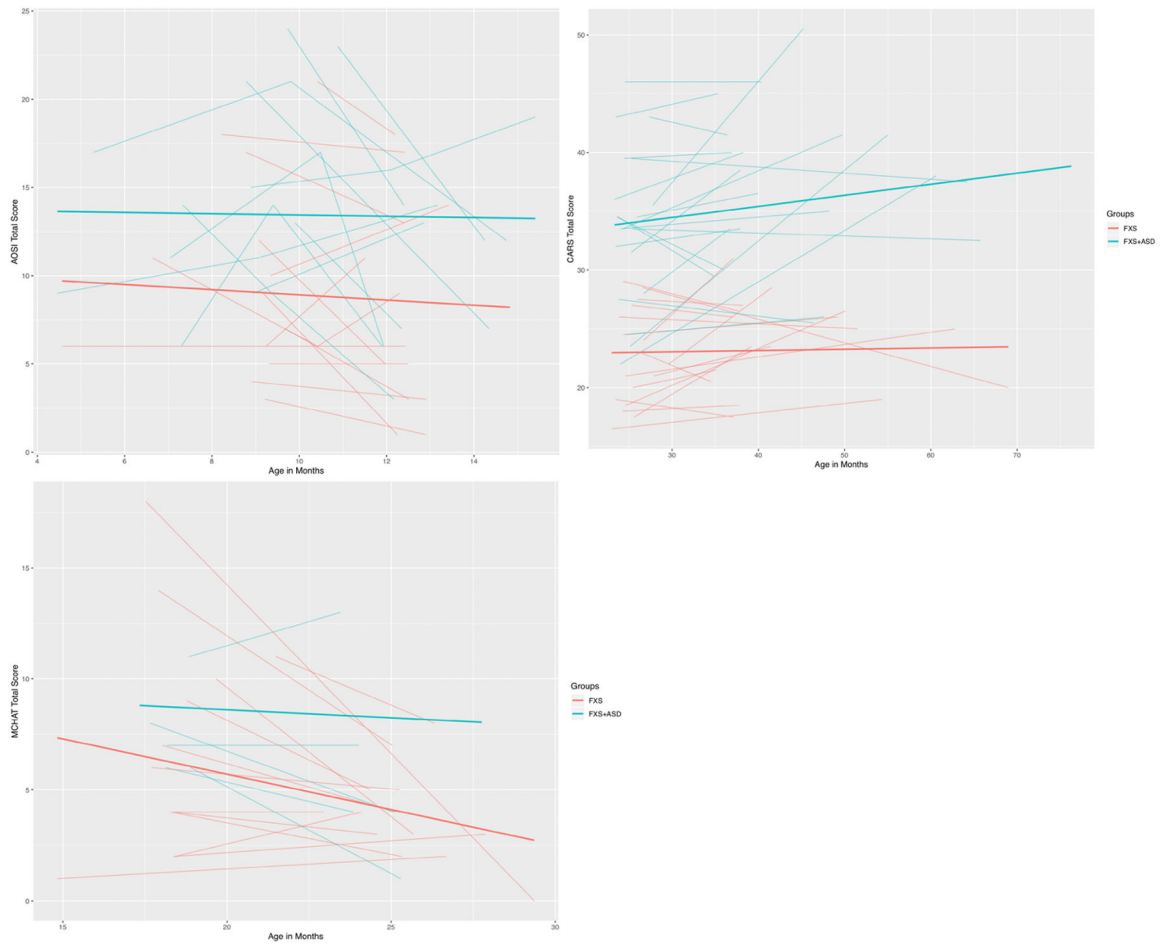 25
20
15
10
5
0
AOSI Total Score
4
6
8
10
12
14
Age in Months
50
40
30
20
CARS Total Score
30
40
50
60
70
Age in Months
Groups
FXS
FXS+ASD
15
10
5
0
MCHAT Total Score
15
20
25
30
Age in Months
Groups
FXS
FXS+ASD